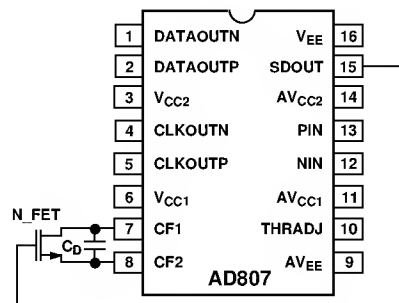 1 DATAOUTN VEE 16
2 DATAOUTP SDOUT 15
3 VCC2 AVCC2 14
4 CLKOUTN PIN 13
5 CLKOUTP NIN 12
6 VCC1 AVCC1 11
N_FET
CD 7 CF1 THRADJ 10
8 CF2 AVEE 9
AD807